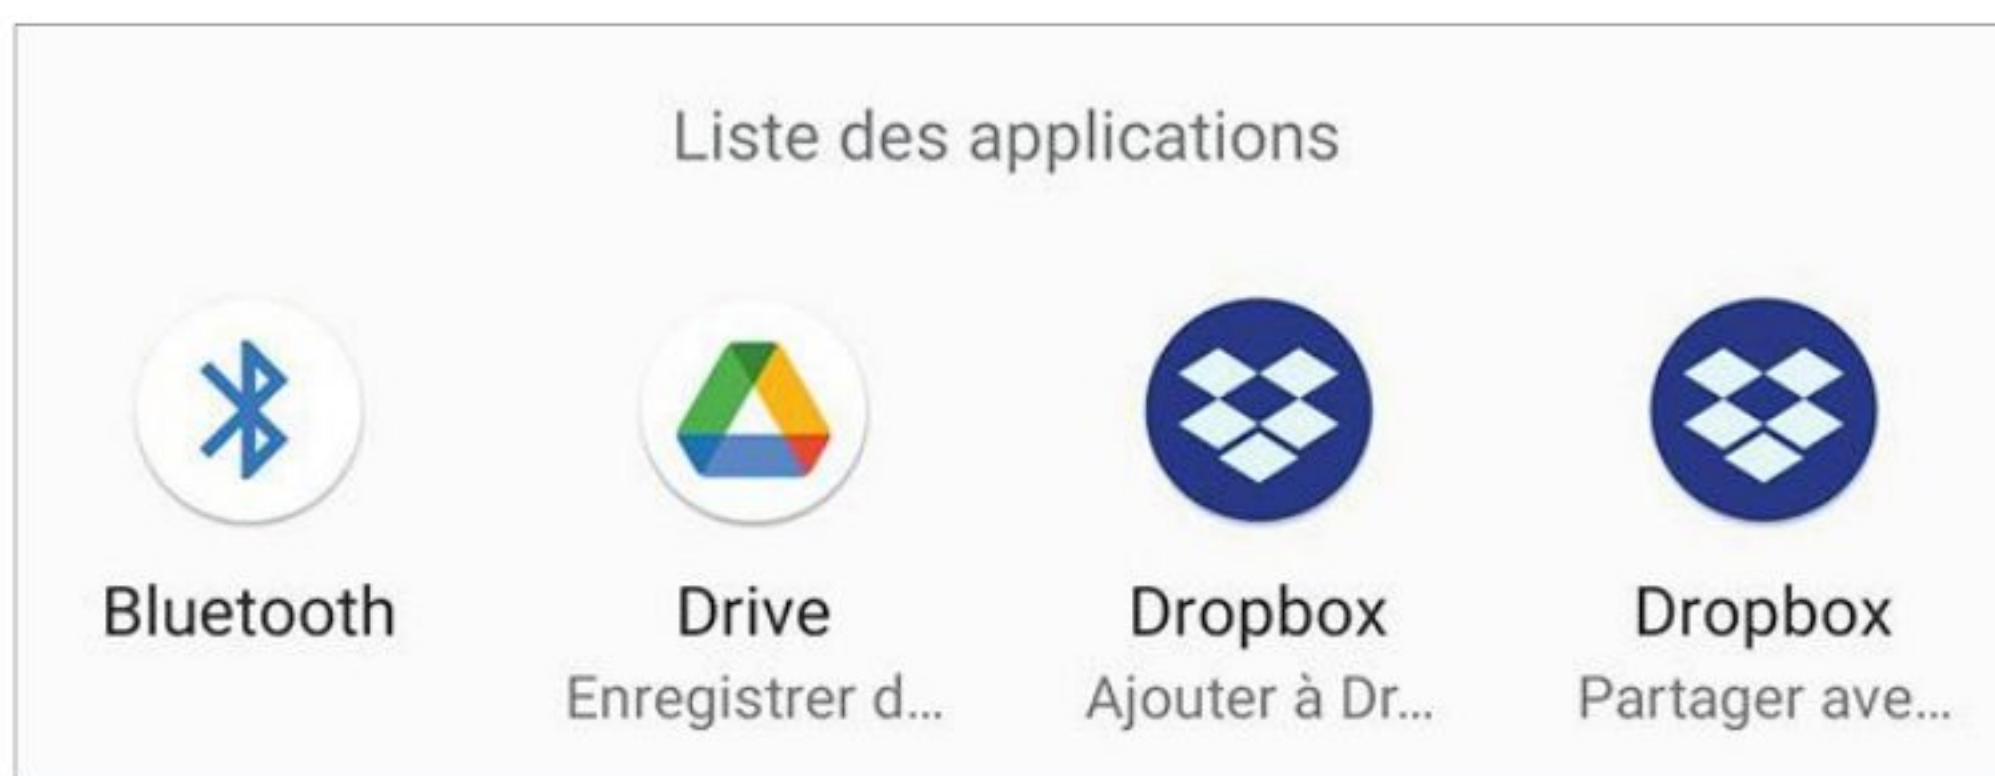 Liste des applications
Bluetooth
Drive
Enregistrer d...
Dropbox
Ajouter à Dr...
Dropbox
Partager ave...